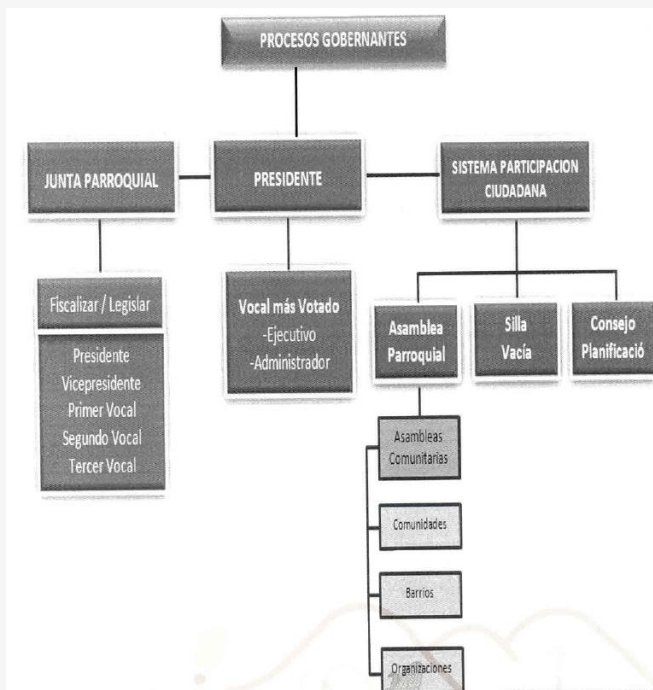 PROCESOS GOBERNANTES
JUNTA PARROQUIAL
PRESIDENTE
SISTEMA PARTICIPACION
CIUDADANA
Fiscalizar / Legislar
Presidente
Vicepresidente
Primer Vocal
Segundo Vocal
Tercer Vocal
Vocal más Votado
-Ejecutivo
-Administrador
Asamblea
Parroquial
Silla
Vacía
Consejo
Planificació
Asambleas
Comunitarias
Comunidades
Barrios
Organizaciones